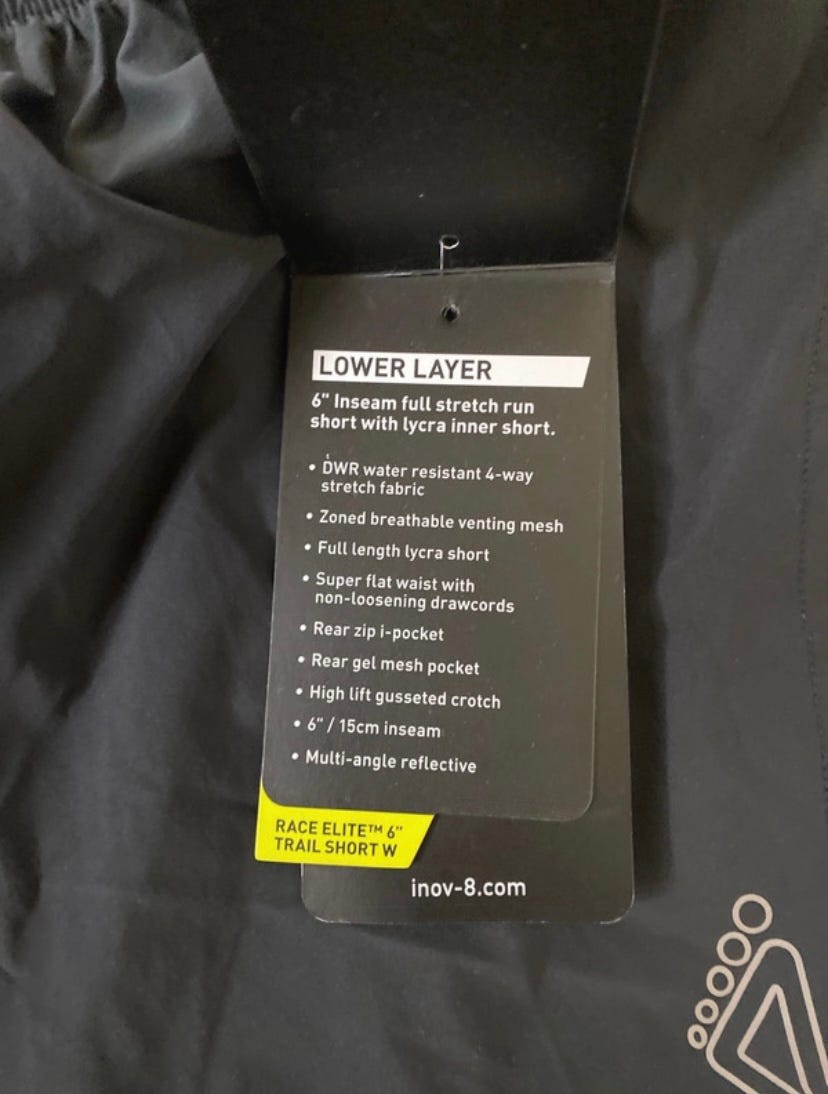 LOWER LAYER
6" Inseam full stretch run
short with lycra inner short.
• DWR water resistant 4-way
stretch fabric
• Zoned breathable venting mesh
• Full length lycra short
• Super flat waist with
non-loosening drawcords
• Rear zip i-pocket
• Rear gel mesh pocket
• High lift gusseted crotch
• 6" / 15cm inseam
• Multi-angle reflective
RACE ELITE™ 6"
TRAIL SHORT W
inov-8.com